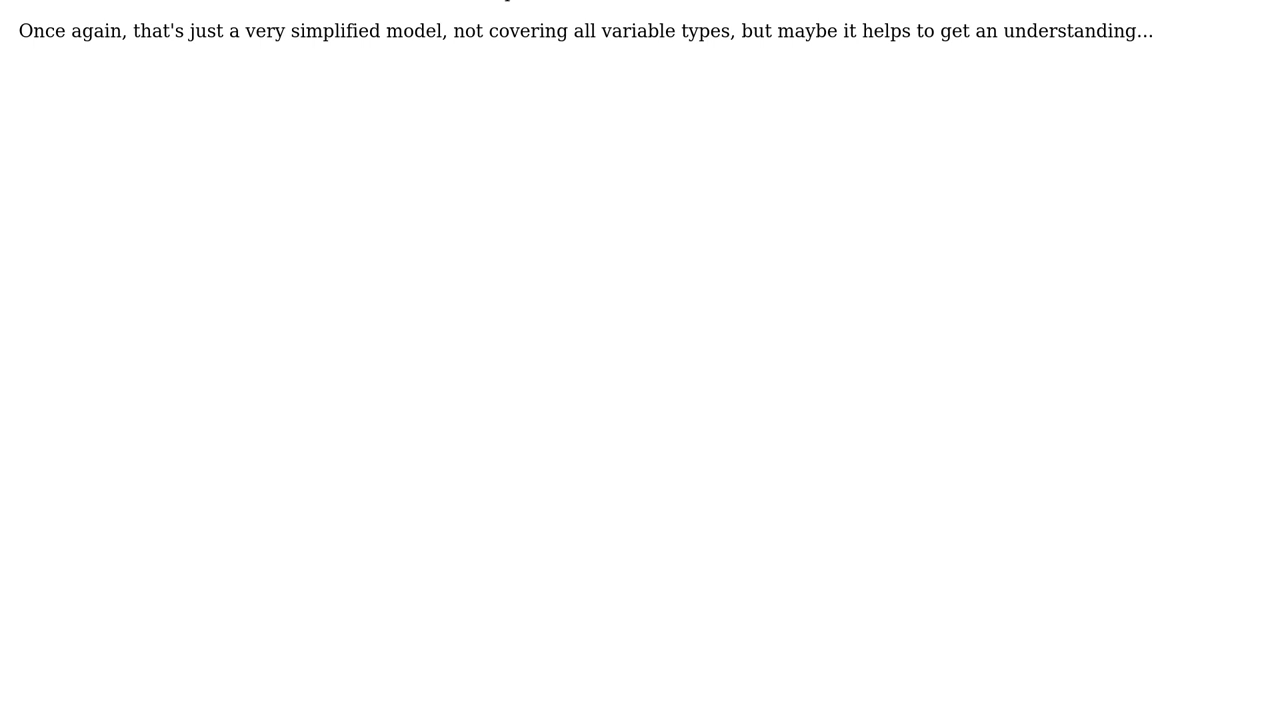 Once again, that's just a very simplified model, not covering all variable types, but maybe it helps to get an understanding...